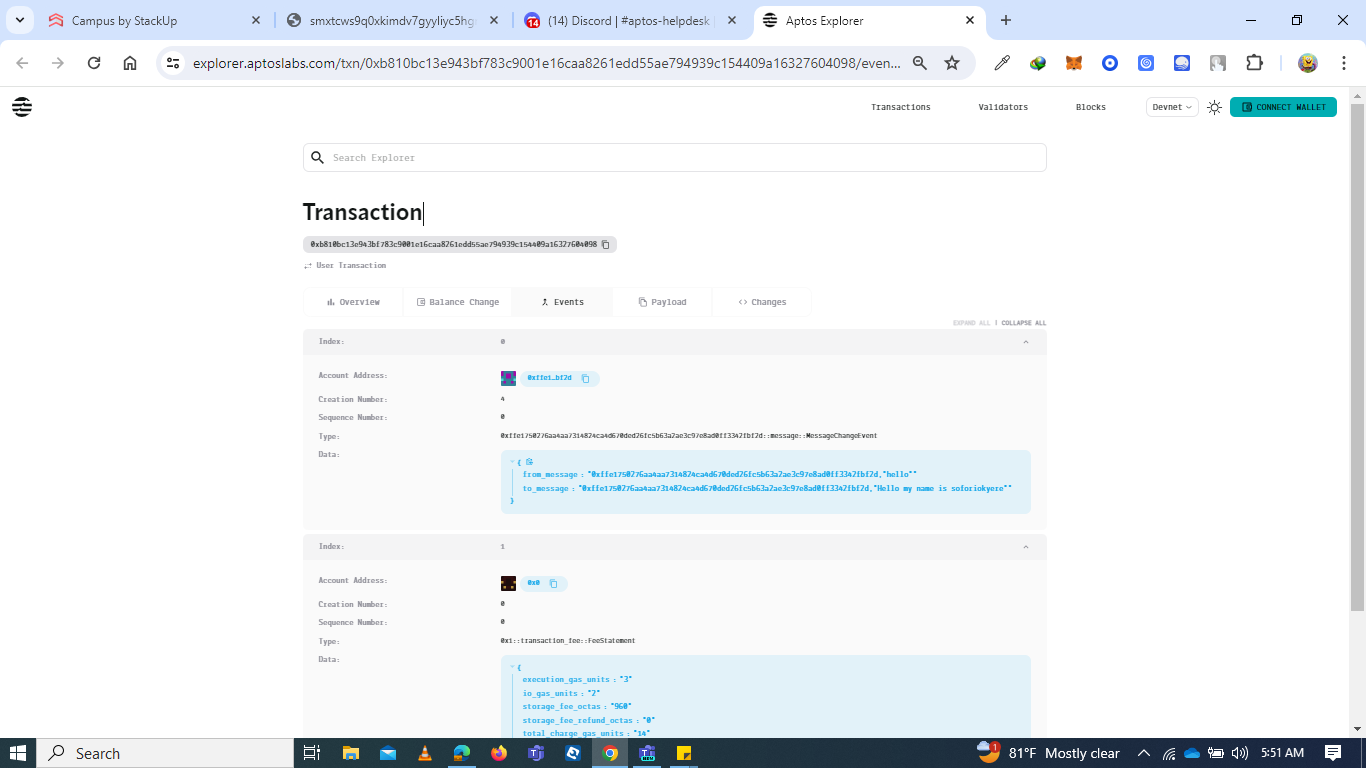 Campus by StackUp
smxtcws9q0xkimdv7gyyliyc5hg
(14) Discord | #aptos-helpdesk |
Aptos Explorer
explorer.aptoslabs.com/txn/0xb810bc13e943bf783c9001e16caa8261edd55ae794939c154409a16327604098/even...
Transactions
Validators
Blocks
Devnet
CONNECT WALLET
Search Explorer
Transaction
0xb810bc13e943bf783c9001e16caa8261edd55ae794939c154409a16327604098
User Transaction
Overview
Balance Change
Events
Payload
Changes
EXPAND ALL | COLLAPSE ALL
Index: 0
Account Address: 0xffe1…bf2d
Creation Number: 4
Sequence Number: 0
Type: 0xffe1750276aa4aa7314824ca4d670ded26fc5b63a2ae3c97e8ad0ff3342fbf2d::message::MessageChangeEvent
Data: {
from_message : "0xffe1750276aa4aa7314824ca4d670ded26fc5b63a2ae3c97e8ad0ff3342fbf2d,"hello""
to_message : "0xffe1750276aa4aa7314824ca4d670ded26fc5b63a2ae3c97e8ad0ff3342fbf2d,"Hello my name is soforiokyere""
}
Index: 1
Account Address: 0x0
Creation Number: 0
Sequence Number: 0
Type: 0x1::transaction_fee::FeeStatement
Data: {
execution_gas_units : "3"
io_gas_units : "2"
storage_fee_octas : "960"
storage_fee_refund_octas : "0"
total_charge_gas_units : "14"
Search
81°F Mostly clear
5:51 AM